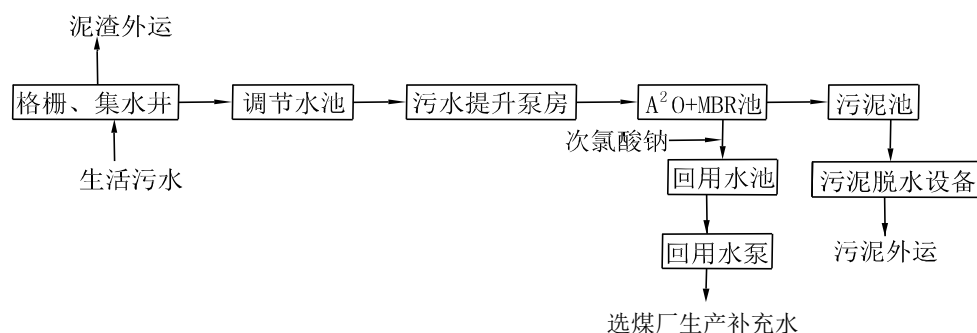 泥渣外运
格栅、集水井
调节水池
污水提升泵房
A²O+MBR池
污泥池
生活污水
次氯酸钠
回用水池
污泥脱水设备
回用水泵
污泥外运
选煤厂生产补充水